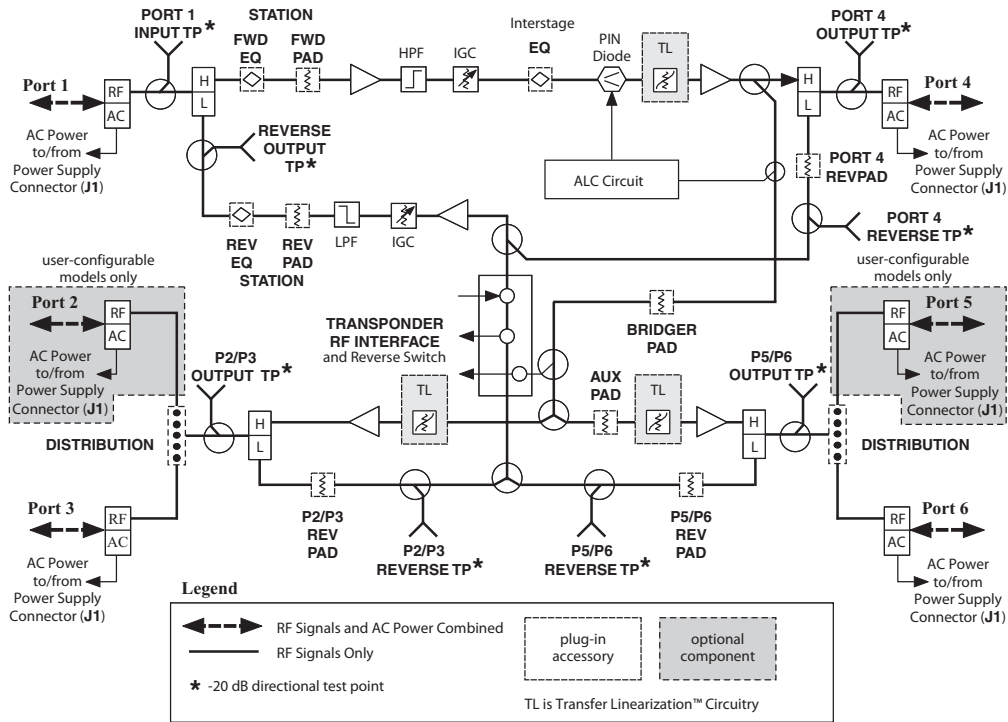 PORT 1
INPUT TP*
STATION
FWD
EQ
FWD
PAD
HPF
IGC
Interstage
EQ
PIN
Diode
TL
PORT 4
OUTPUT TP*
Port 1
RF
AC
H
L
H
L
RF
AC
Port 4
AC Power
to/from
Power Supply
Connector (J1)
REVERSE
OUTPUT
TP*
ALC Circuit
PORT 4
REVPAD
AC Power
to/from
Power Supply
Connector (J1)
REV
EQ
REV
PAD
STATION
LPF
IGC
PORT 4
REVERSE TP*
user-configurable
models only
Port 2
RF
AC
AC Power
to/from
Power Supply
Connector (J1)
TRANSPONDER
RF INTERFACE
and Reverse Switch
BRIDGER
PAD
user-configurable
models only
Port 5
RF
AC
AC Power
to/from
Power Supply
Connector (J1)
P2/P3
OUTPUT TP*
TL
AUX
PAD
TL
P5/P6
OUTPUT TP*
DISTRIBUTION
H
L
H
L
DISTRIBUTION
Port 3
RF
AC
AC Power
to/from
Power Supply
Connector (J1)
P2/P3
REV
PAD
P2/P3
REVERSE TP*
P5/P6
REVERSE TP*
P5/P6
REV
PAD
RF
AC
Port 6
AC Power
to/from
Power Supply
Connector (J1)
Legend
RF Signals and AC Power Combined
RF Signals Only
* -20 dB directional test point
plug-in
accessory
optional
component
TL is Transfer Linearization™ Circuitry